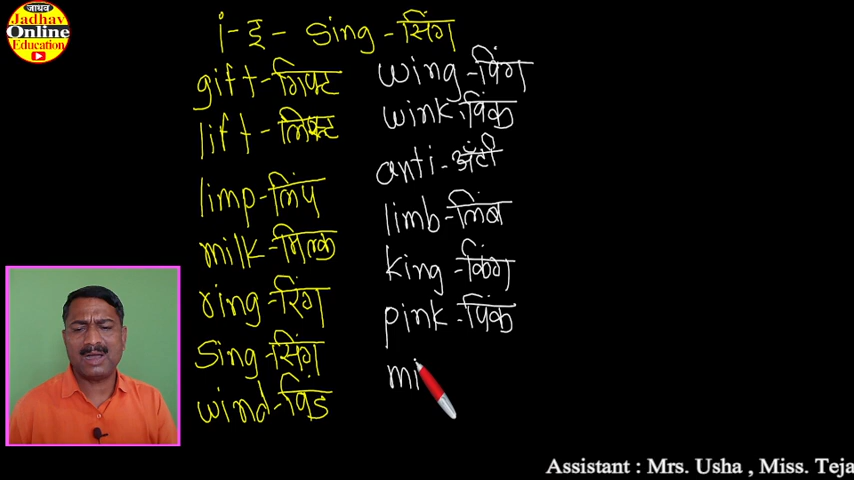 जाधव
Jadhav
Online
Education
i-इ- sing-सिंग
gift-गिफ्ट
lift-लिफ्ट
limp-लिंप
milk-मिल्क
ring-रिंग
sing-सिंग
wind-विंड
wing-विंग
wink-विंक
anti-अँटी
limb-लिंब
king-किंग
pink-पिंक
mi
Assistant : Mrs. Usha , Miss. Teja